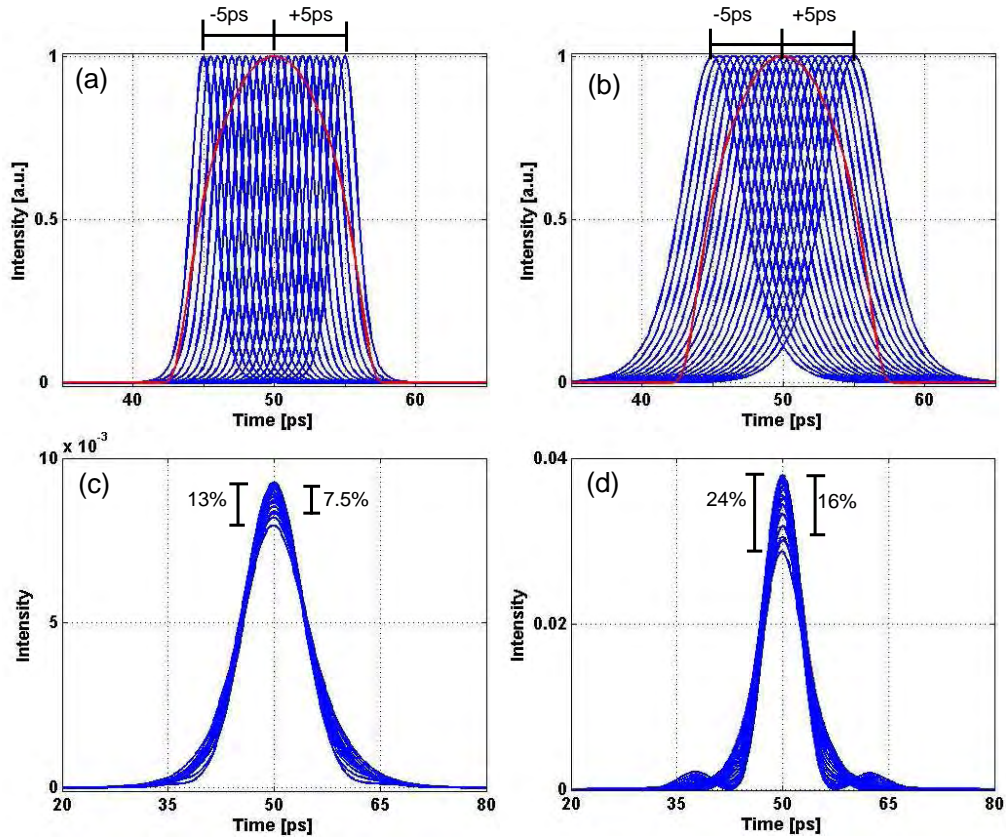 -5ps +5ps
(a)
1
0.5
0
Intensity [a.u.]
40 50 60
Time [ps]
-5ps +5ps
(b)
1
0.5
0
Intensity [a.u.]
40 50 60
Time [ps]
x 10⁻³
(c)
13% 7.5%
10
5
0
Intensity
20 35 50 65 80
Time [ps]
(d)
24% 16%
0.04
0.02
0
Intensity
20 35 50 65 80
Time [ps]